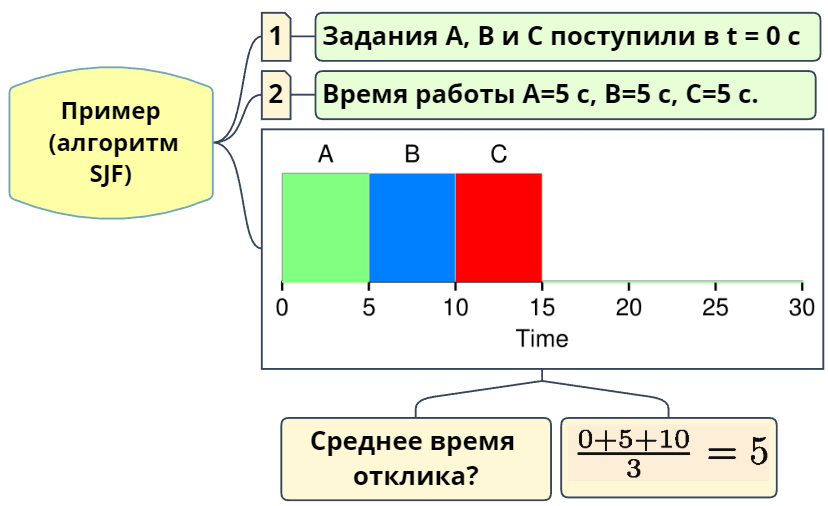 Пример
(алгоритм
SJF)
1
Задания A, B и C поступили в t = 0 с
2
Время работы A=5 с, B=5 с, C=5 с.
A B C
0 5 10 15 20 25 30
Time
Среднее время
отклика?
\frac{0+5+10}{3} = 5